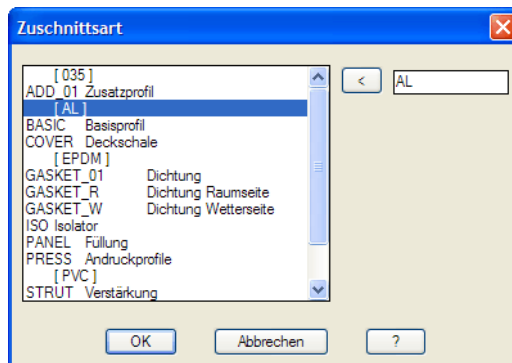 Zuschnittsart
[ 035 ]
ADD_01 Zusatzprofil
[ AL ]
BASIC Basisprofil
COVER Deckschale
[ EPDM ]
GASKET_01 Dichtung
GASKET_R Dichtung Raumseite
GASKET_W Dichtung Wetterseite
ISO Isolator
PANEL Füllung
PRESS Andruckprofile
[ PVC ]
STRUT Verstärkung
< AL
OK Abbrechen ?